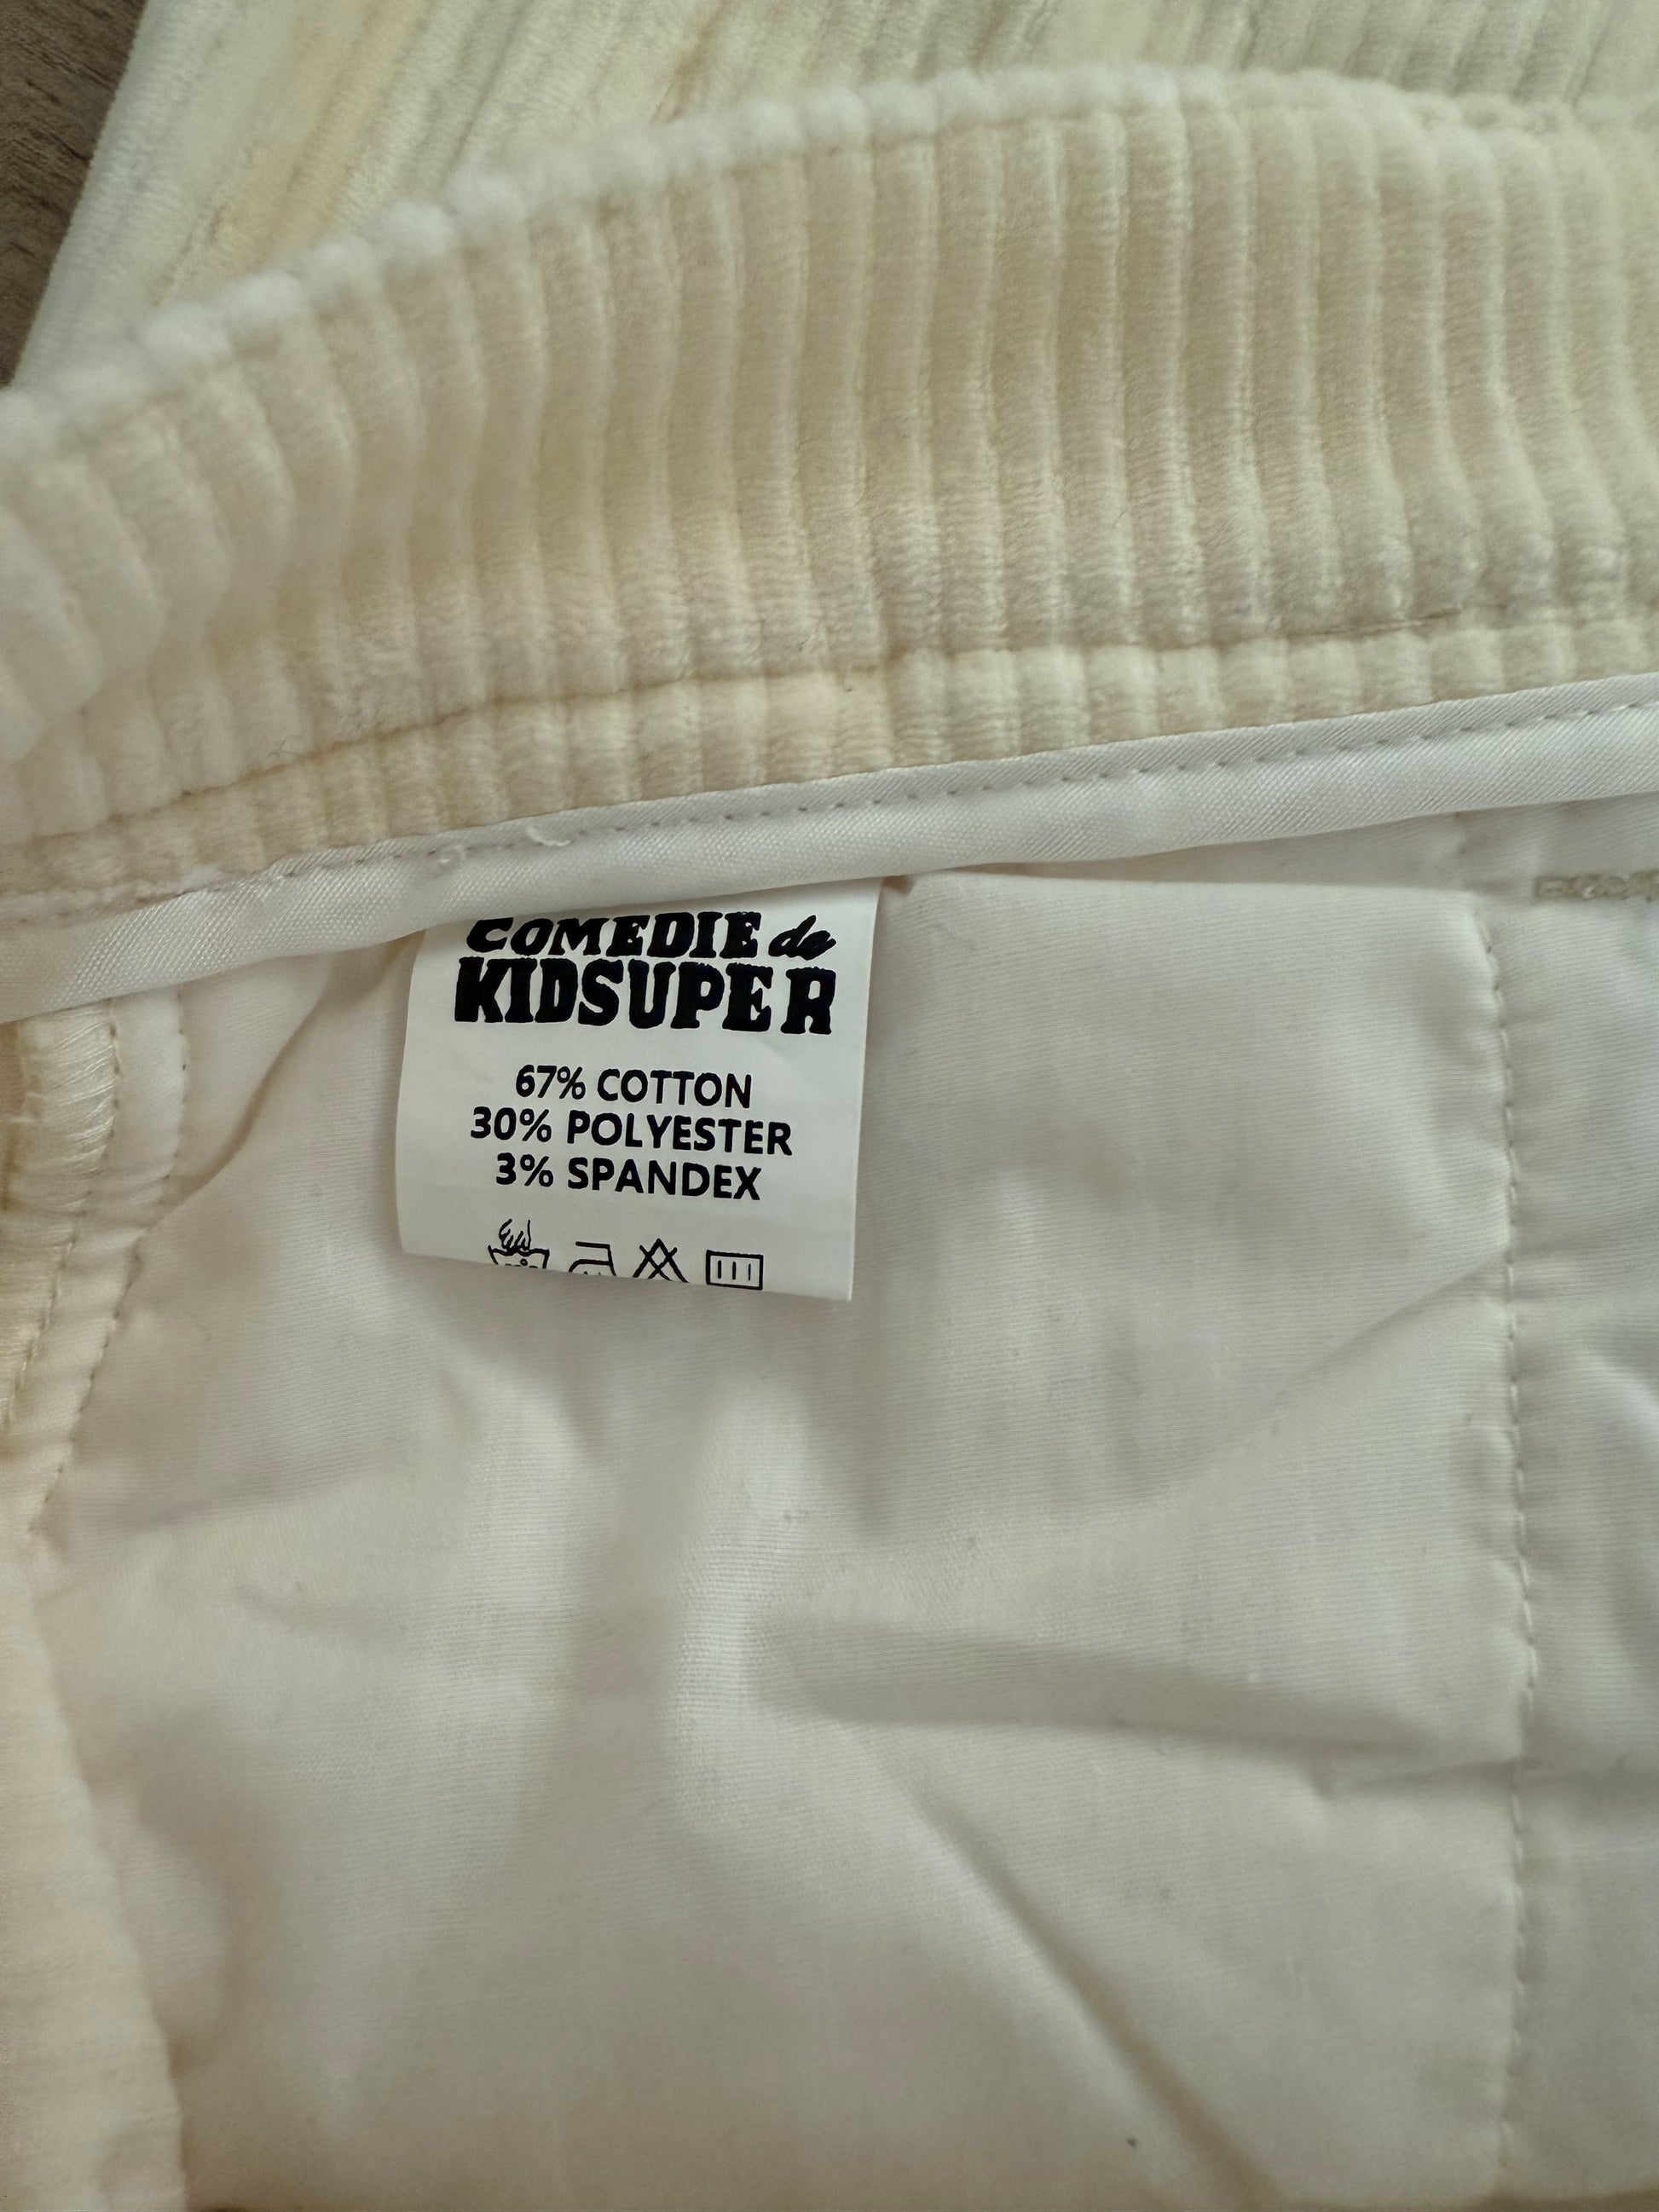 COMEDIE de
KIDSUPER
67% COTTON
30% POLYESTER
3% SPANDEX